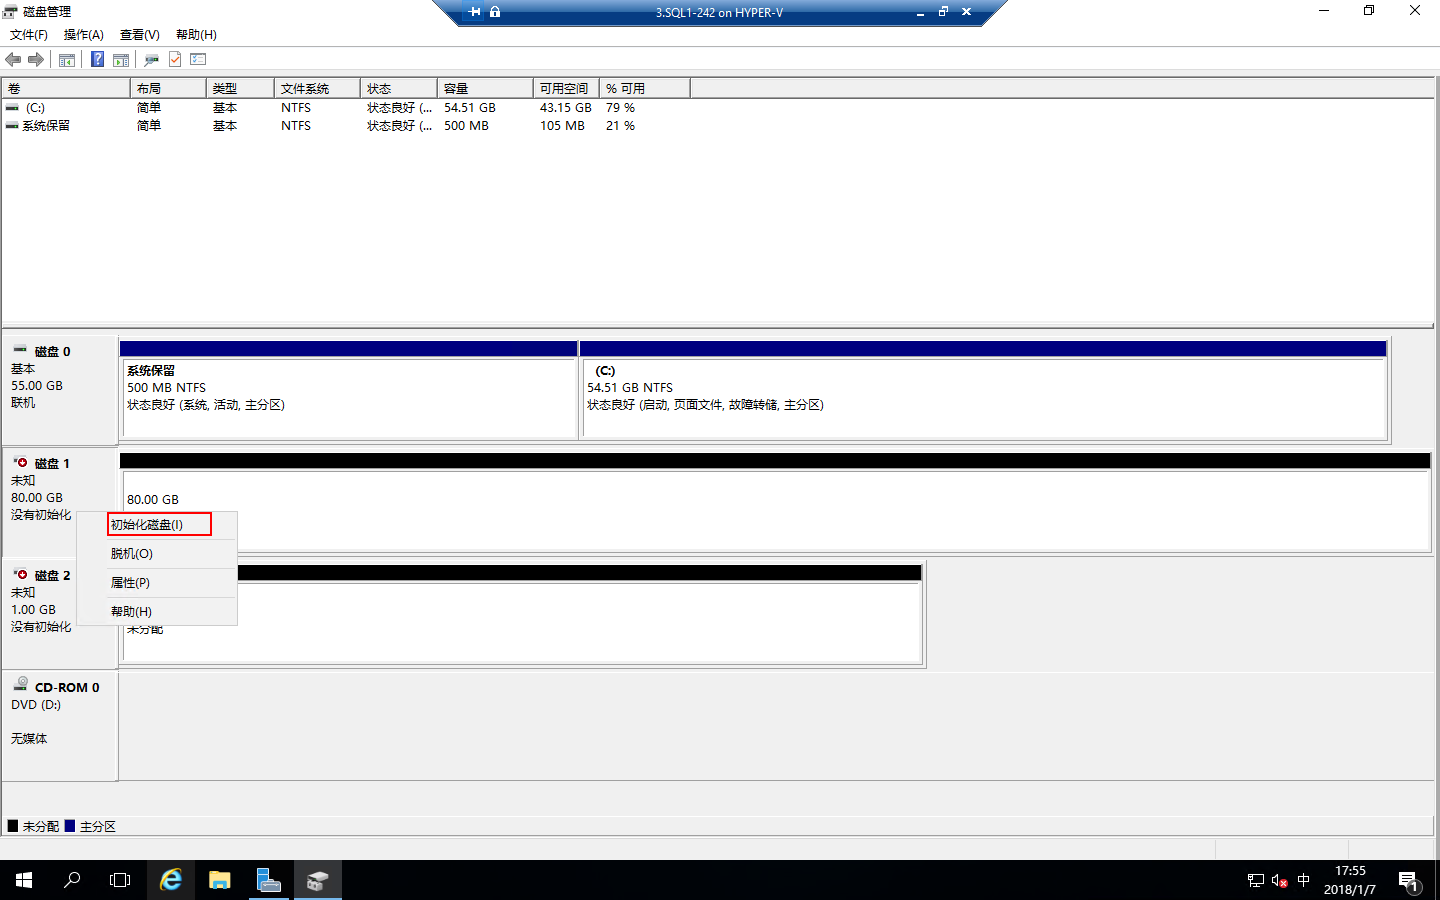 磁盘管理
3.SQL1-242 on HYPER-V
文件(F) 操作(A) 查看(V) 帮助(H)
卷 布局 类型 文件系统 状态 容量 可用空间 % 可用
(C:) 简单 基本 NTFS 状态良好 (... 54.51 GB 43.15 GB 79 %
系统保留 简单 基本 NTFS 状态良好 (... 500 MB 105 MB 21 %
磁盘 0
基本
55.00 GB
联机
系统保留
500 MB NTFS
状态良好 (系统, 活动, 主分区)
(C:)
54.51 GB NTFS
状态良好 (启动, 页面文件, 故障转储, 主分区)
磁盘 1
未知
80.00 GB
没有初始化
80.00 GB
初始化磁盘(I)
脱机(O)
属性(P)
帮助(H)
磁盘 2
未知
1.00 GB
没有初始化
未分配
CD-ROM 0
DVD (D:)
无媒体
未分配 主分区
中
17:55
2018/1/7
1